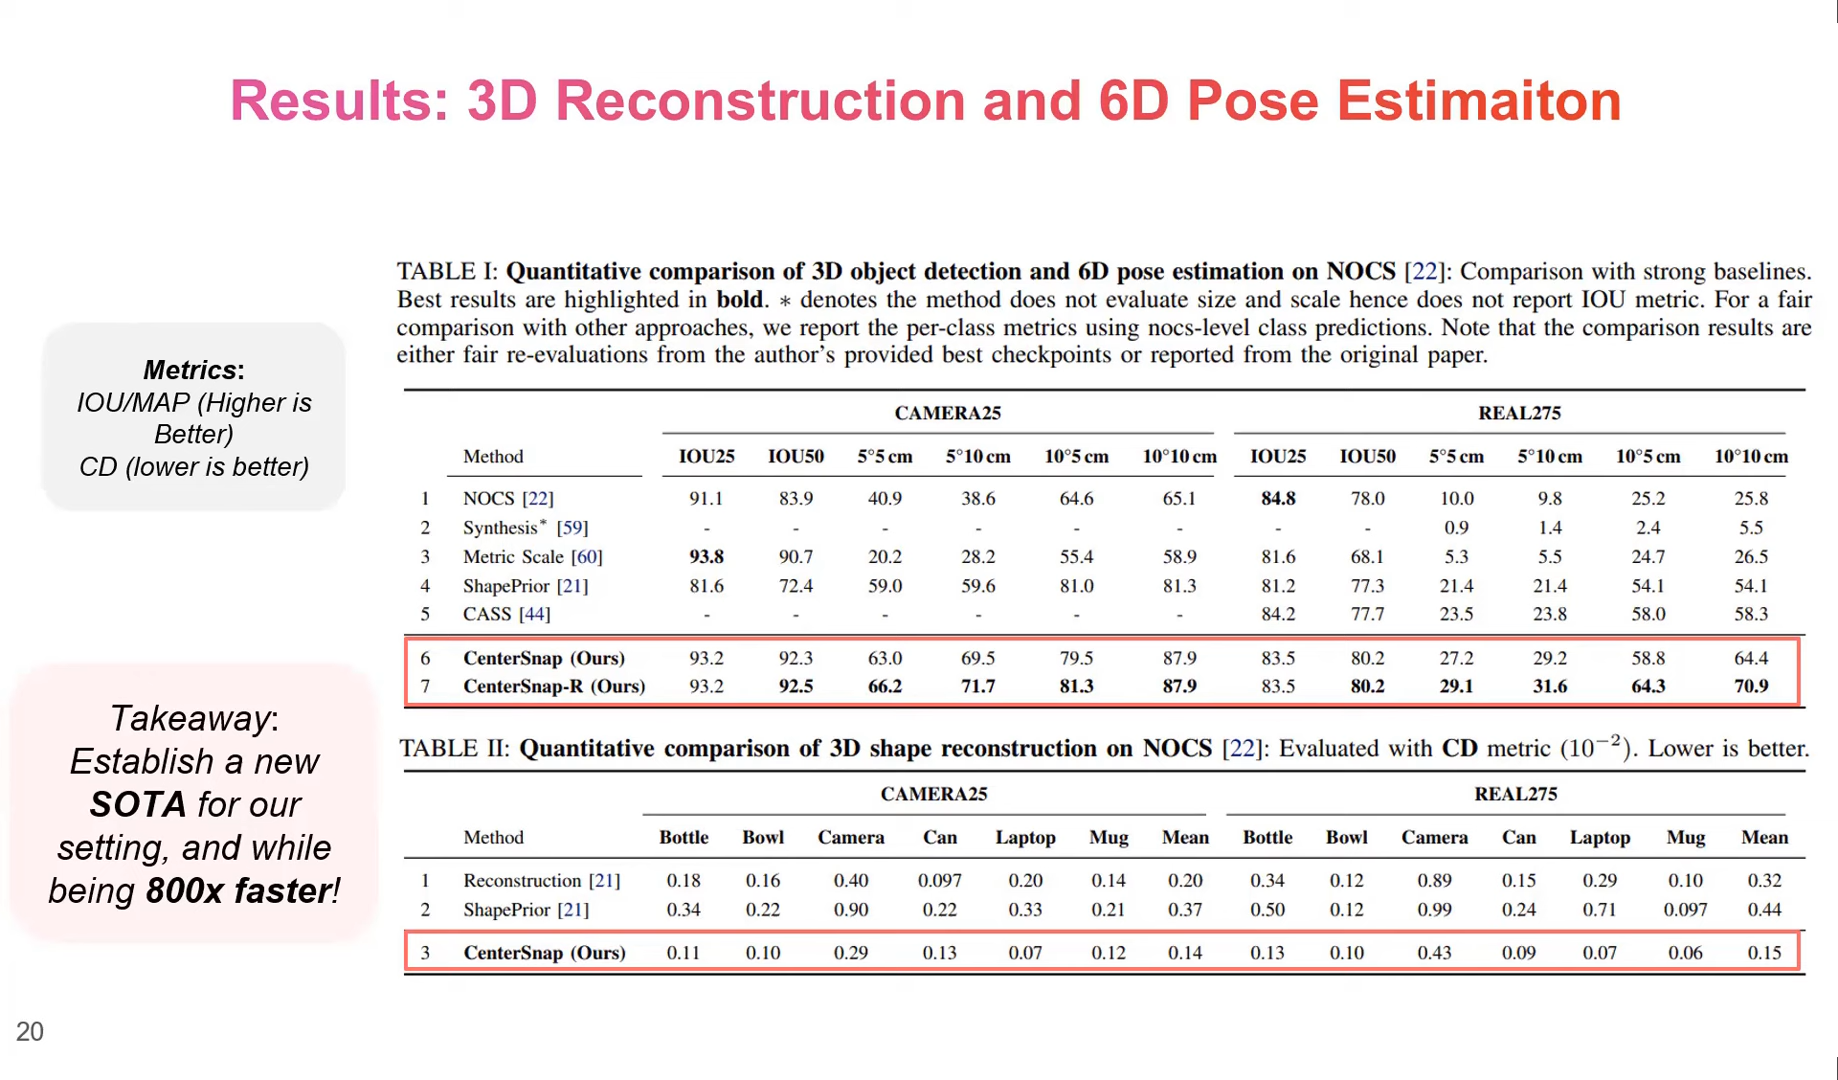 Results: 3D Reconstruction and 6D Pose Estimaiton
Metrics:
IOU/MAP (Higher is
Better)
CD (lower is better)
Takeaway:
Establish a new
SOTA for our
setting, and while
being 800x faster!
TABLE I: Quantitative comparison of 3D object detection and 6D pose estimation on NOCS [22]: Comparison with strong baselines.
Best results are highlighted in bold. * denotes the method does not evaluate size and scale hence does not report IOU metric. For a fair
comparison with other approaches, we report the per-class metrics using nocs-level class predictions. Note that the comparison results are
either fair re-evaluations from the author's provided best checkpoints or reported from the original paper.
CAMERA25 REAL275
Method IOU25 IOU50 5°5 cm 5°10 cm 10°5 cm 10°10 cm IOU25 IOU50 5°5 cm 5°10 cm 10°5 cm 10°10 cm
1 NOCS [22] 91.1 83.9 40.9 38.6 64.6 65.1 84.8 78.0 10.0 9.8 25.2 25.8
2 Synthesis* [59] - - - - - - - - 0.9 1.4 2.4 5.5
3 Metric Scale [60] 93.8 90.7 20.2 28.2 55.4 58.9 81.6 68.1 5.3 5.5 24.7 26.5
4 ShapePrior [21] 81.6 72.4 59.0 59.6 81.0 81.3 81.2 77.3 21.4 21.4 54.1 54.1
5 CASS [44] - - - - - - 84.2 77.7 23.5 23.8 58.0 58.3
6 CenterSnap (Ours) 93.2 92.3 63.0 69.5 79.5 87.9 83.5 80.2 27.2 29.2 58.8 64.4
7 CenterSnap-R (Ours) 93.2 92.5 66.2 71.7 81.3 87.9 83.5 80.2 29.1 31.6 64.3 70.9
TABLE II: Quantitative comparison of 3D shape reconstruction on NOCS [22]: Evaluated with CD metric (10⁻²). Lower is better.
CAMERA25 REAL275
Method Bottle Bowl Camera Can Laptop Mug Mean Bottle Bowl Camera Can Laptop Mug Mean
1 Reconstruction [21] 0.18 0.16 0.40 0.097 0.20 0.14 0.20 0.34 0.12 0.89 0.15 0.29 0.10 0.32
2 ShapePrior [21] 0.34 0.22 0.90 0.22 0.33 0.21 0.37 0.50 0.12 0.99 0.24 0.71 0.097 0.44
3 CenterSnap (Ours) 0.11 0.10 0.29 0.13 0.07 0.12 0.14 0.13 0.10 0.43 0.09 0.07 0.06 0.15
20